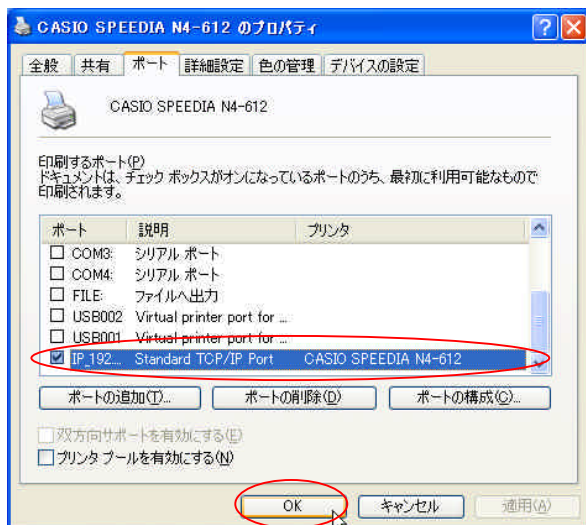 CASIO SPEEDIA N4-612 のプロパティ
全般 共有 ポート 詳細設定 色の管理 デバイスの設定
CASIO SPEEDIA N4-612
印刷するポート(P)
ドキュメントは、チェック ボックスがオンになっているポートのうち、最初に利用可能なもので
印刷されます。
ポート 説明 プリンタ
COM3: シリアル ポート
COM4: シリアル ポート
FILE: ファイルへ出力
USB002 Virtual printer port for ...
USB001 Virtual printer port for ...
IP_192... Standard TCP/IP Port CASIO SPEEDIA N4-612
ポートの追加(T)... ポートの削除(D) ポートの構成(C)...
双方向サポートを有効にする(E)
プリンタ プールを有効にする(N)
OK キャンセル 適用(A)